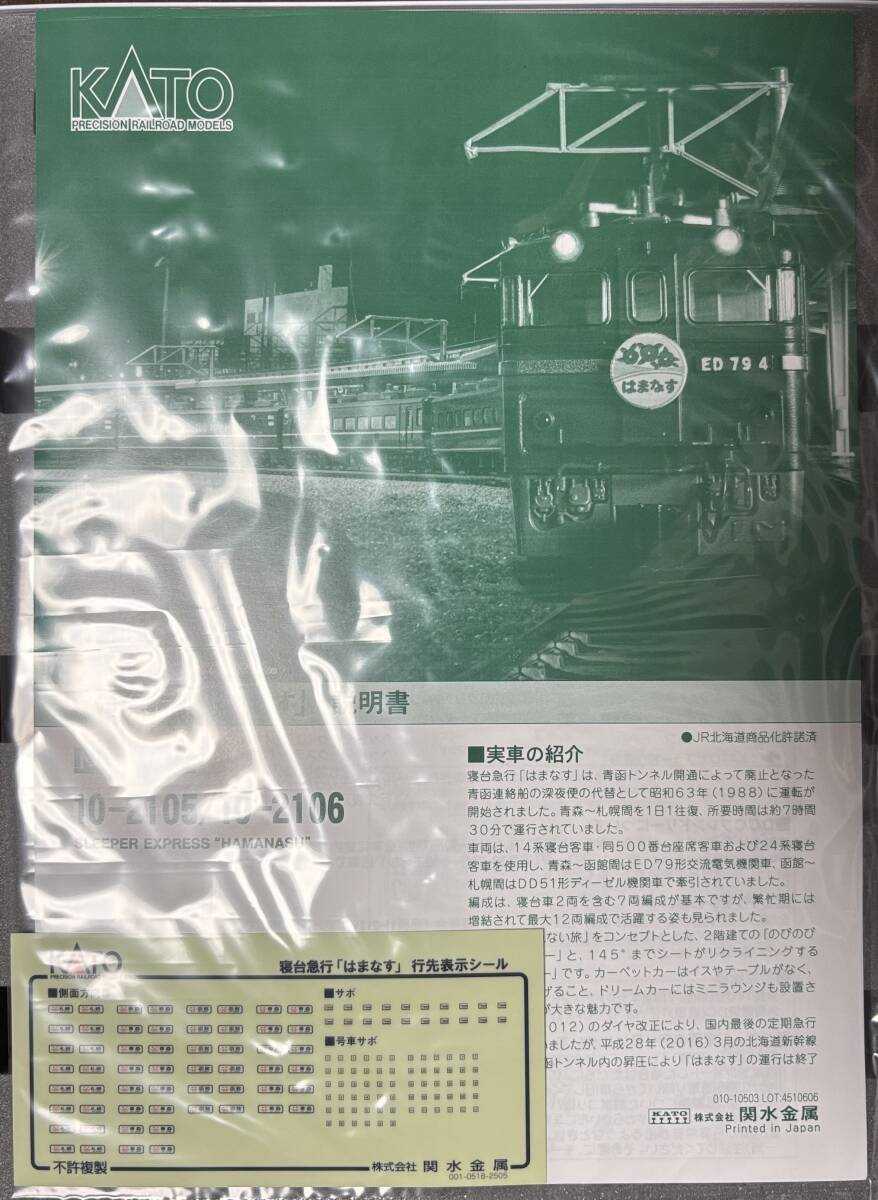 KATO
PRECISION RAILROAD MODELS
はまなす
ED 79 4
説明書
●JR北海道商品化許諾済
■実車の紹介
寝台急行「はまなす」は、青函トンネル開通によって廃止となった
青函連絡船の深夜便の代替として昭和63年(1988)に運転が
開始されました。青森～札幌間を1日1往復、所要時間は約7時間
30分で運行されていました。
車両は、14系寝台客車・同500番台座席客車および24系寝台
客車を使用し、青森～函館間はED79形交流電気機関車、函館～
札幌間はDD51形ディーゼル機関車で牽引されていました。
編成は、寝台車2両を含む7両編成が基本ですが、繁忙期には
増結されて最大12両編成で活躍する姿も見られました。
ない旅」をコンセプトとした、2階建ての「のびのび
ー」と、145°までシートがリクライニングする
ー」です。カーペットカーはイスやテーブルがなく、
げること、ドリームカーにはミニラウンジも設置さ
が大きな魅力です。
012)のダイヤ改正により、国内最後の定期急行
いましたが、平成28年(2016)3月の北海道新幹線
函トンネル内の昇圧により「はまなす」の運行は終了
10-2105/10-2106
SLEEPER EXPRESS "HAMANASU"
010-10503 LOT:4510606
KATO 株式会社 関水金属
Printed in Japan
KATO
PRECISION RAILROAD
寝台急行「はまなす」 行先表示シール
■側面方向
■サボ
■号車サボ
不許複製
株式会社 関水金属
001-0518-2505